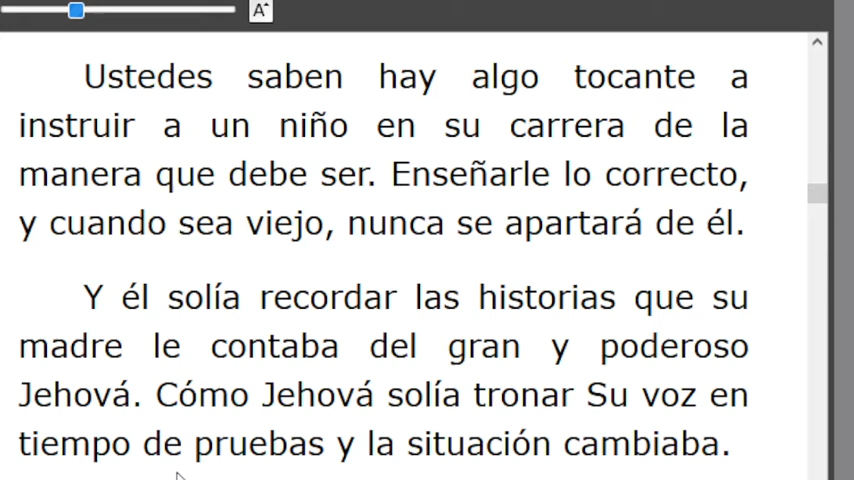 A
Ustedes saben hay algo tocante a
instruir a un niño en su carrera de la
manera que debe ser. Enseñarle lo correcto,
y cuando sea viejo, nunca se apartará de él.
Y él solía recordar las historias que su
madre le contaba del gran y poderoso
Jehová. Cómo Jehová solía tronar Su voz en
tiempo de pruebas y la situación cambiaba.